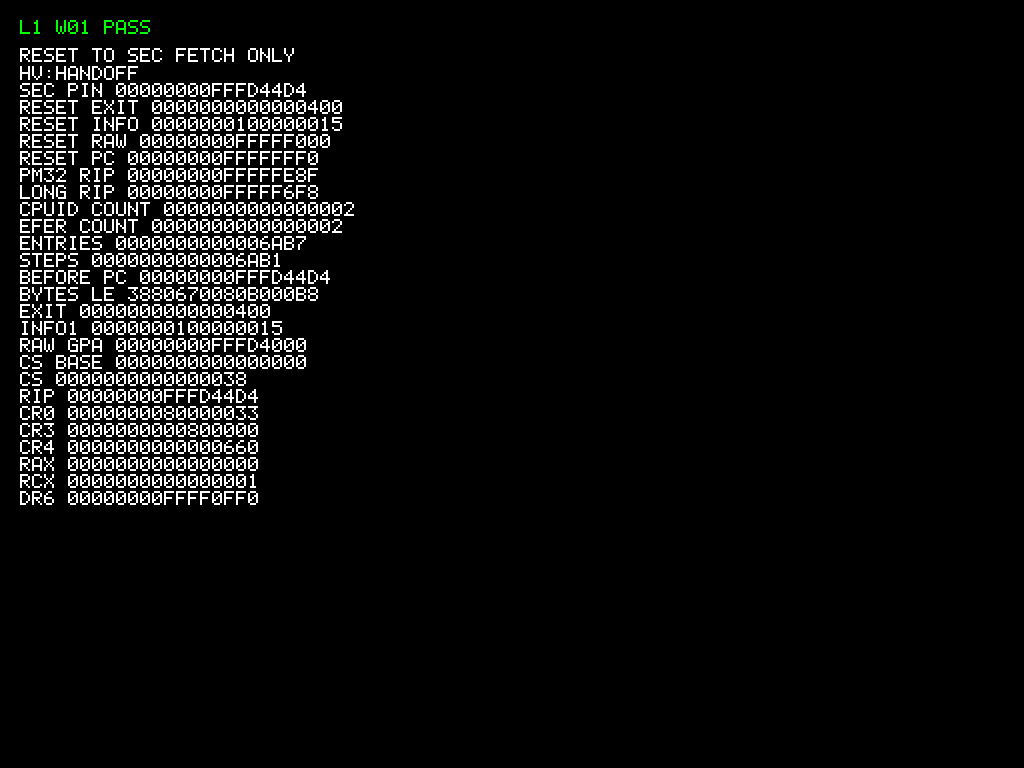 L1 W01 PASS
RESET TO SEC FETCH ONLY
HV:HANDOFF
SEC PIN 00000000FFFD44D4
RESET EXIT 0000000000000400
RESET INFO 0000000100000015
RESET RAW 00000000FFFFF000
RESET PC 00000000FFFFFFF0
PM32 RIP 00000000FFFFFE8F
LONG RIP 00000000FFFFF6F8
CPUID COUNT 0000000000000002
EFER COUNT 0000000000000002
ENTRIES 0000000000006AB7
STEPS 0000000000006AB1
BEFORE PC 00000000FFFD44D4
BYTES LE 3880670080B000B8
EXIT 0000000000000400
INFO1 0000000100000015
RAW GPA 00000000FFFD4000
CS BASE 0000000000000000
CS 0000000000000038
RIP 00000000FFFD44D4
CR0 0000000080000033
CR3 0000000000800000
CR4 0000000000000660
RAX 0000000000000000
RCX 0000000000000001
DR6 00000000FFFF0FF0